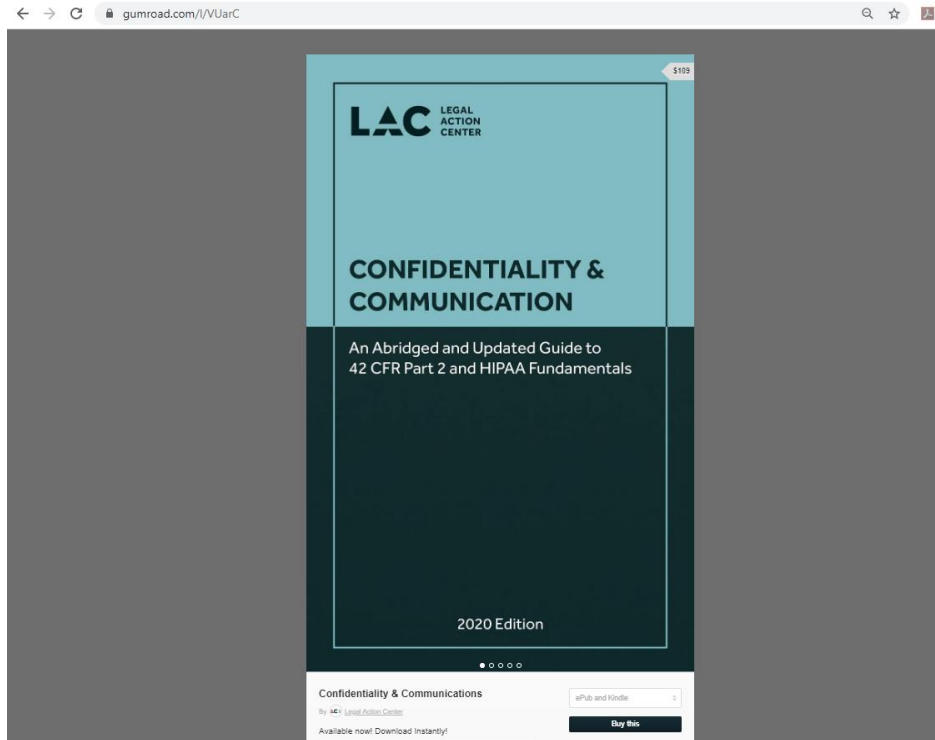 gumroad.com/l/VUarC
$109
LAC LEGAL
ACTION
CENTER
CONFIDENTIALITY &
COMMUNICATION
An Abridged and Updated Guide to
42 CFR Part 2 and HIPAA Fundamentals
2020 Edition
Confidentiality & Communications
ePub and Kindle
By LAC Legal Action Center
Buy this
Available now! Download Instantly!